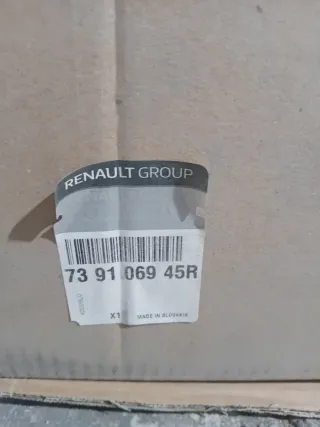 RENAULT GROUP
73 91 069 45R
X1
MADE IN SLOVAKIA